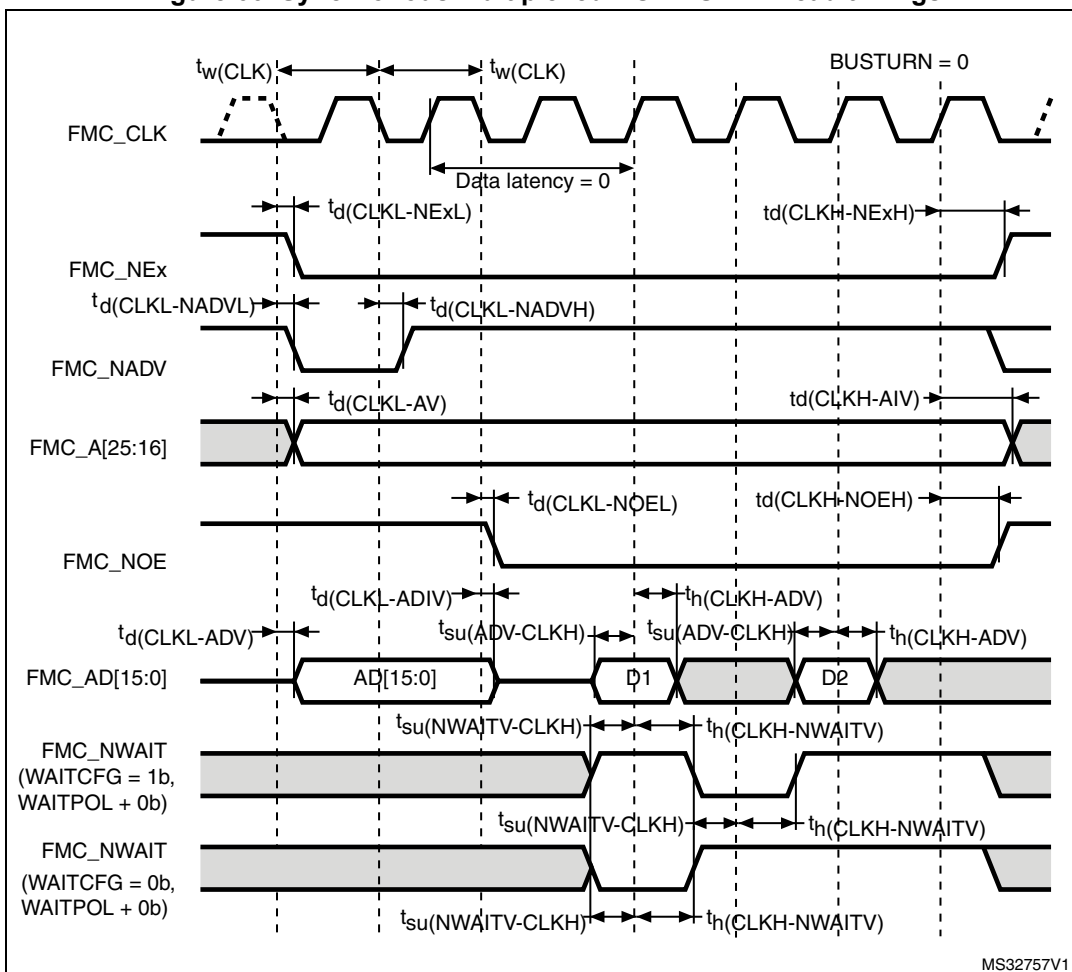 tw(CLK) tw(CLK) BUSTURN = 0
FMC_CLK
Data latency = 0
td(CLKL-NExL) td(CLKH-NExH)
FMC_NEx
td(CLKL-NADVL) td(CLKL-NADVH)
FMC_NADV
td(CLKL-AV) td(CLKH-AIV)
FMC_A[25:16]
td(CLKL-NOEL) td(CLKH-NOEH)
FMC_NOE
td(CLKL-ADIV) th(CLKH-ADV)
td(CLKL-ADV) tsu(ADV-CLKH) tsu(ADV-CLKH) th(CLKH-ADV)
FMC_AD[15:0] AD[15:0] D1 D2
tsu(NWAITV-CLKH) th(CLKH-NWAITV)
FMC_NWAIT
(WAITCFG = 1b,
WAITPOL + 0b)
tsu(NWAITV-CLKH) th(CLKH-NWAITV)
FMC_NWAIT
(WAITCFG = 0b,
WAITPOL + 0b)
tsu(NWAITV-CLKH) th(CLKH-NWAITV)
MS32757V1